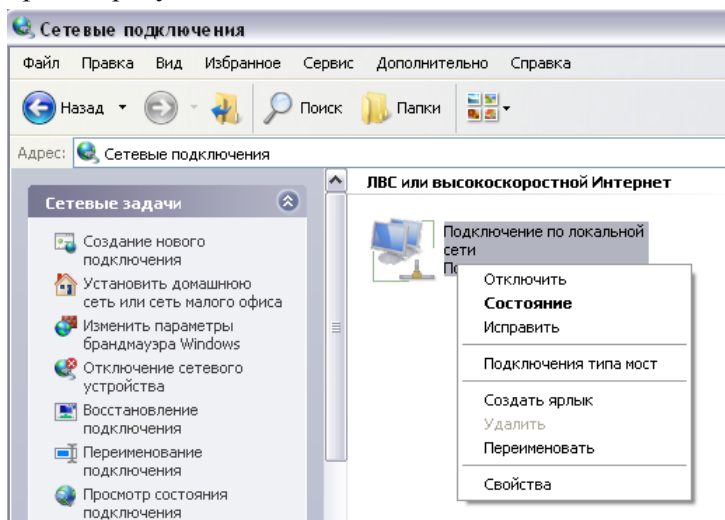 Сетевые подключения
Файл Правка Вид Избранное Сервис Дополнительно Справка
Назад Поиск Папки
Адрес: Сетевые подключения
Сетевые задачи
Создание нового
подключения
Установить домашнюю
сеть или сеть малого офиса
Изменить параметры
брандмауэра Windows
Отключение сетевого
устройства
Восстановление
подключения
Переименование
подключения
Просмотр состояния
подключения
ЛВС или высокоскоростной Интернет
Подключение по локальной
сети
Отключить
Состояние
Исправить
Подключения типа мост
Создать ярлык
Удалить
Переименовать
Свойства